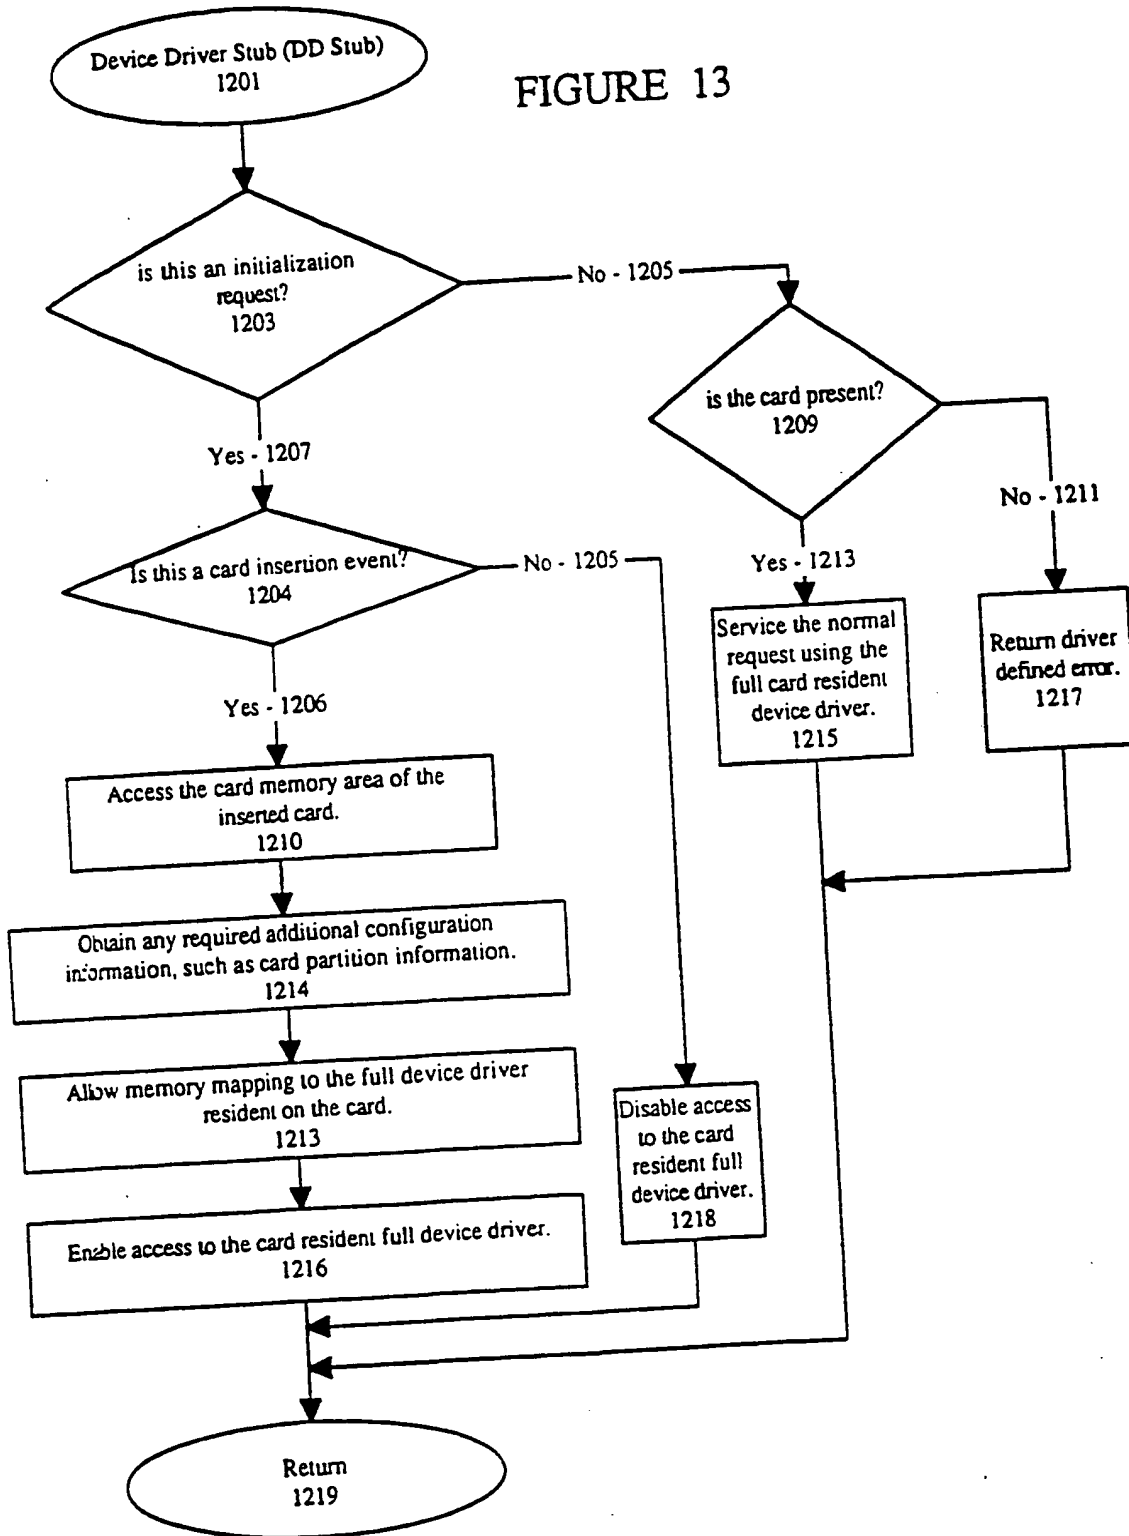 Device Driver Stub (DD Stub)
1201
FIGURE 13
is this an initialization
request?
1203
No - 1205
is the card present?
1209
Yes - 1207
No - 1211
Is this a card insertion event?
1204
No - 1205
Yes - 1213
Service the normal
request using the
full card resident
device driver.
1215
Return driver
defined error.
1217
Yes - 1206
Access the card memory area of the
inserted card.
1210
Obtain any required additional configuration
information, such as card partition information.
1214
Allow memory mapping to the full device driver
resident on the card.
1213
Disable access
to the card
resident full
device driver.
1218
Enable access to the card resident full device driver.
1216
Return
1219